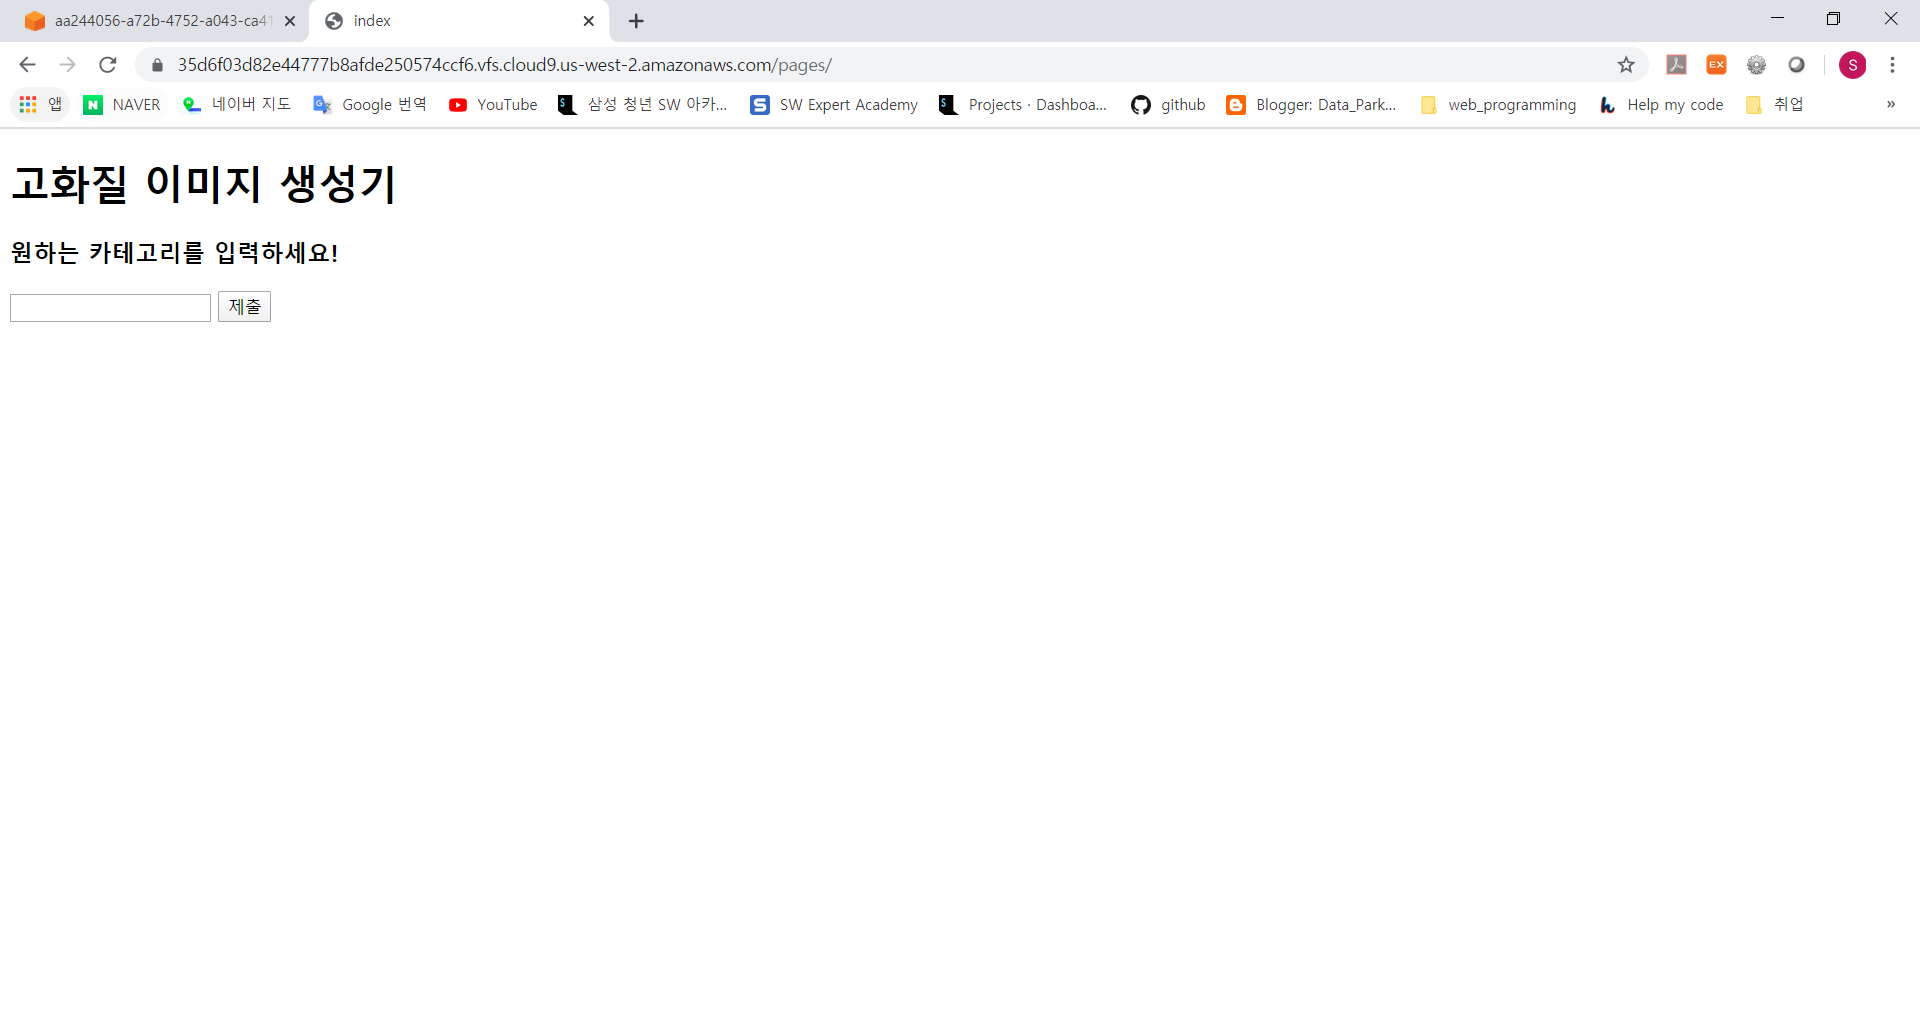 aa244056-a72b-4752-a043-ca41
index
35d6f03d82e44777b8afde250574ccf6.vfs.cloud9.us-west-2.amazonaws.com/pages/
EX
S
앱 NAVER 네이버 지도 Google 번역 YouTube 삼성 청년 SW 아카... SW Expert Academy Projects · Dashboa... github Blogger: Data_Park... web_programming Help my code 취업 »
고화질 이미지 생성기
원하는 카테고리를 입력하세요!
제출